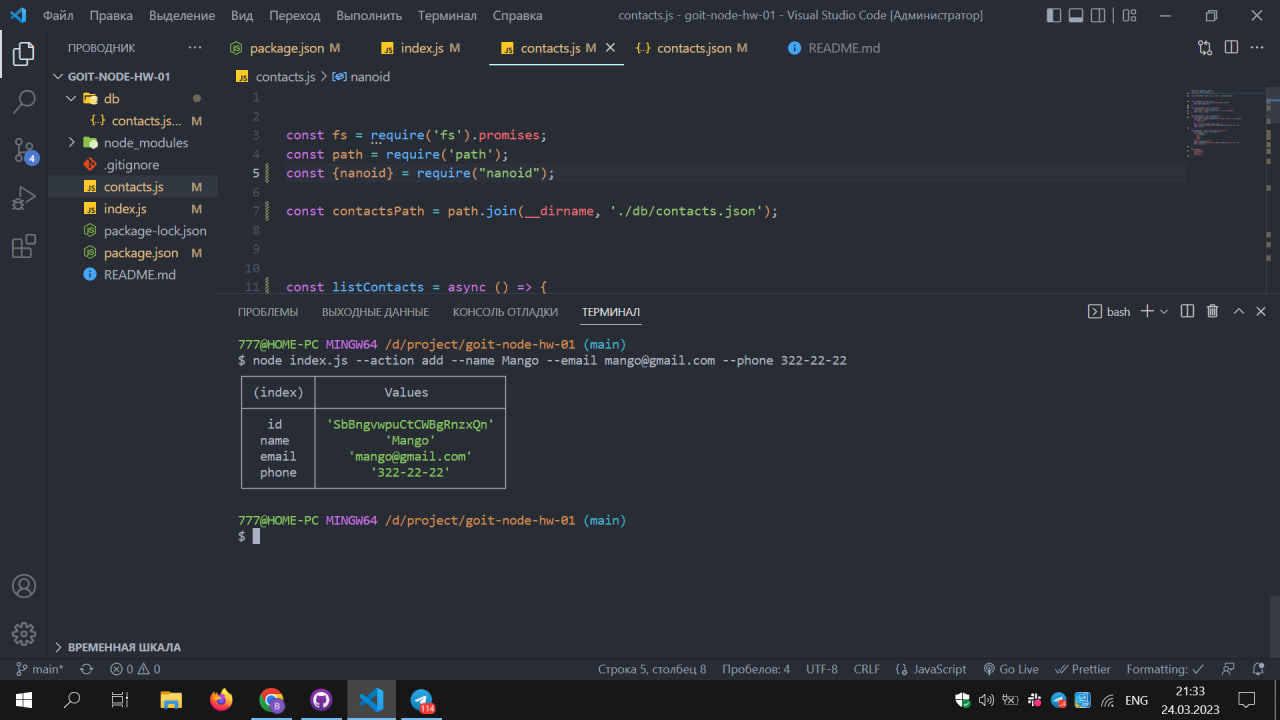 Файл Правка Выделение Вид Переход Выполнить Терминал Справка contacts.js - goit-node-hw-01 - Visual Studio Code [Администратор]
ПРОВОДНИК ···
package.json M index.js M contacts.js M contacts.json M README.md
GOIT-NODE-HW-01
db
contacts.js... M
node_modules
.gitignore
contacts.js M
index.js M
package-lock.json
package.json M
README.md
4
contacts.js > nanoid
1
2
3 const fs = require('fs').promises;
4 const path = require('path');
5 const {nanoid} = require("nanoid");
6
7 const contactsPath = path.join(__dirname, './db/contacts.json');
8
9
10
11 const listContacts = async () => {
ПРОБЛЕМЫ ВЫХОДНЫЕ ДАННЫЕ КОНСОЛЬ ОТЛАДКИ ТЕРМИНАЛ bash
777@HOME-PC MINGW64 /d/project/goit-node-hw-01 (main)
$ node index.js --action add --name Mango --email mango@gmail.com --phone 322-22-22
(index) Values
id 'SbBngvwpuCtCWBgRnzxQn'
name 'Mango'
email 'mango@gmail.com'
phone '322-22-22'
777@HOME-PC MINGW64 /d/project/goit-node-hw-01 (main)
$
ВРЕМЕННАЯ ШКАЛА
main* 0 0 Строка 5, столбец 8 Пробелов: 4 UTF-8 CRLF JavaScript Go Live Prettier Formatting:
B 114 ENG 21:33
24.03.2023